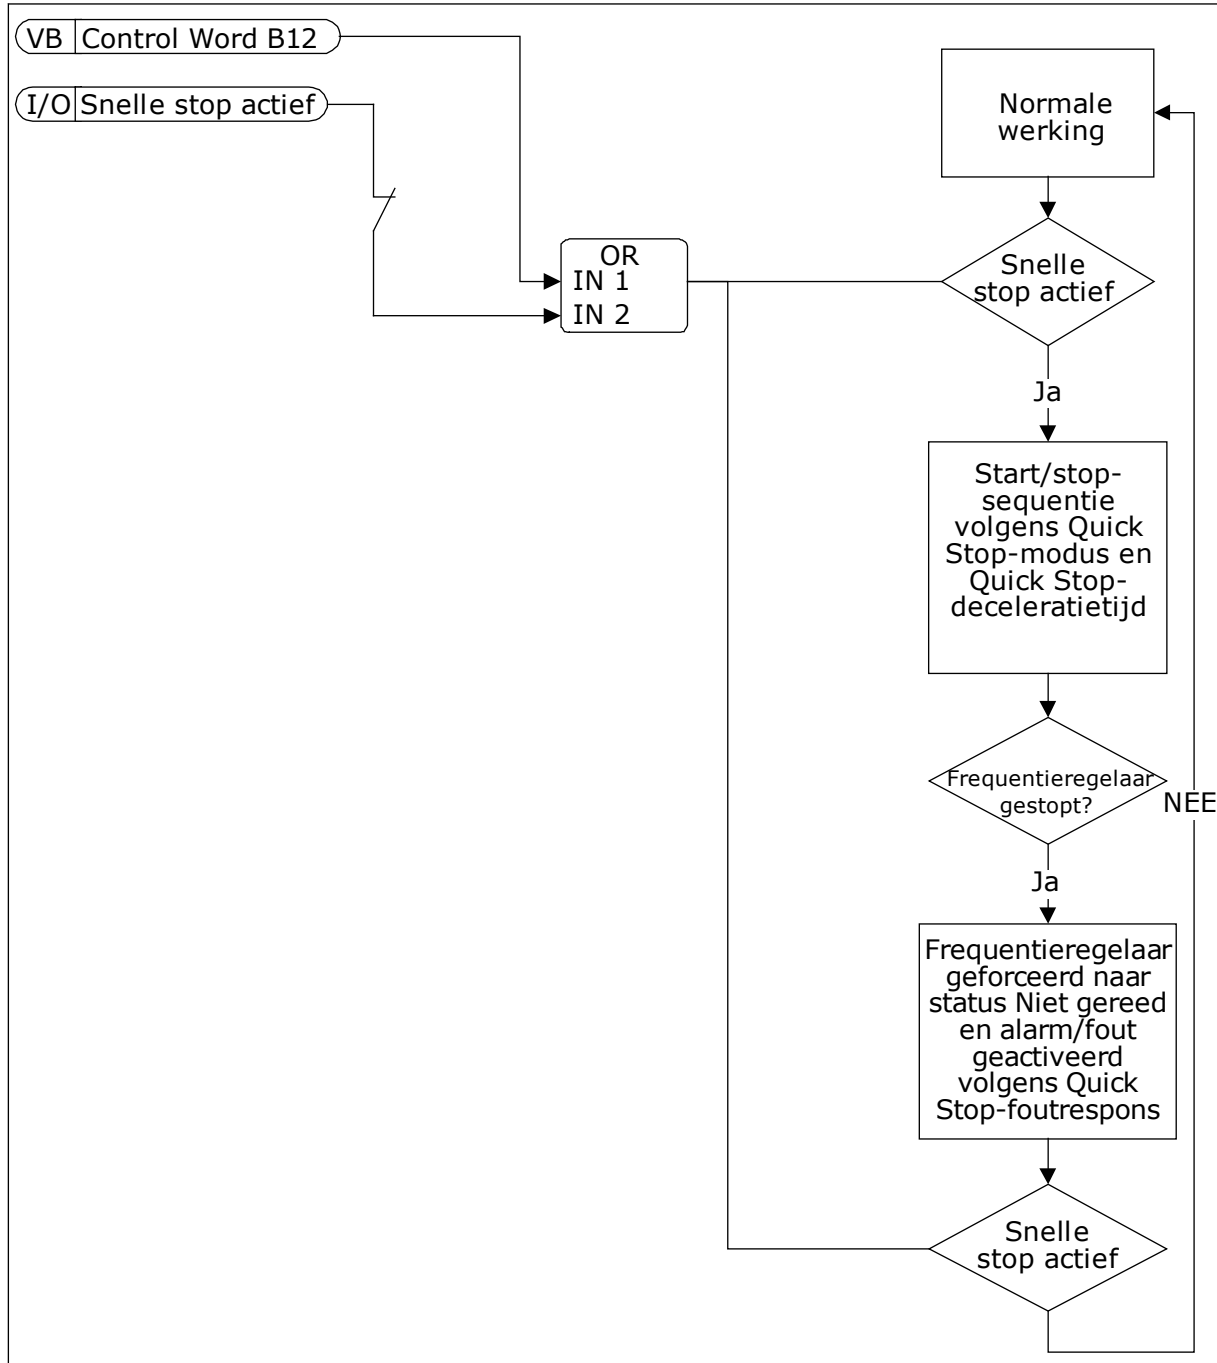 VB Control Word B12
I/O Snelle stop actief
OR
IN 1
IN 2
Normale
werking
Snelle
stop actief
Ja
Start/stop-
sequentie
volgens Quick
Stop-modus en
Quick Stop-
deceleratietijd
Frequentieregelaar
gestopt?
NEE
Ja
Frequentieregelaar
geforceerd naar
status Niet gereed
en alarm/fout
geactiveerd
volgens Quick
Stop-foutrespons
Snelle
stop actief